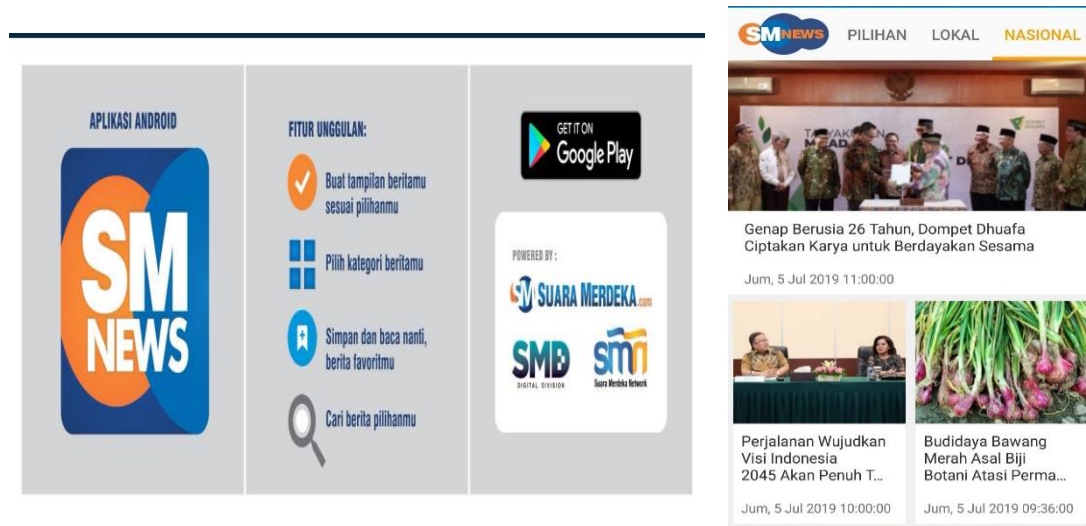 APLIKASI ANDROID
SM
NEWS
FITUR UNGGULAN:
Buat tampilan beritamu
sesuai pilihanmu
Pilih kategori beritamu
Simpan dan baca nanti,
berita favoritmu
Cari berita pilihanmu
GET IT ON
Google Play
POWERED BY :
SM SUARA MERDEKA.com
SMD
DIGITAL DIVISION
smn
Suara Merdeka Network
SMNEWS PILIHAN LOKAL NASIONAL
DOMPET
DHUAFA
Genap Berusia 26 Tahun, Dompet Dhuafa
Ciptakan Karya untuk Berdayakan Sesama
Jum, 5 Jul 2019 11:00:00
Perjalanan Wujudkan
Visi Indonesia
2045 Akan Penuh T...
Jum, 5 Jul 2019 10:00:00
Budidaya Bawang
Merah Asal Biji
Botani Atasi Perma...
Jum, 5 Jul 2019 09:36:00